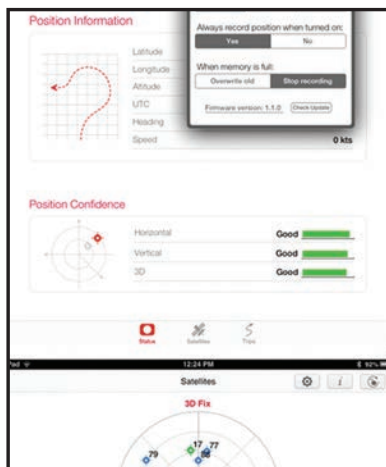 Position Information
Always record position when turned on:
Yes No
Latitude
Longitude
When memory is full:
Altitude
Overwrite old Stop recording
UTC
Firmware version: 1.1.0 Check Update
Heading
Speed 0 kts
Position Confidence
Horizontal Good
Vertical Good
3D Good
Status Satellites Trips
12:24 PM 92%
Satellites
3D Fix
17 77
79